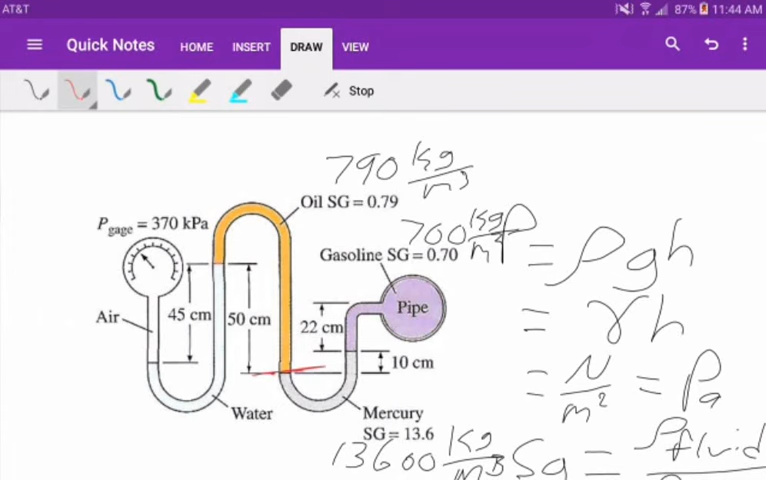 AT&T 87% 11:44 AM
Quick Notes HOME INSERT DRAW VIEW
Stop
790 Kg/m³
Oil SG = 0.79
P gage = 370 kPa
700 Kg/m³
Gasoline SG = 0.70
P = ρgh
Air
45 cm
50 cm
22 cm
Pipe
= γh
10 cm
= N/m² = Pa
Water
Mercury
SG = 13.6
13600 Kg/m³
Sg = ρfluid